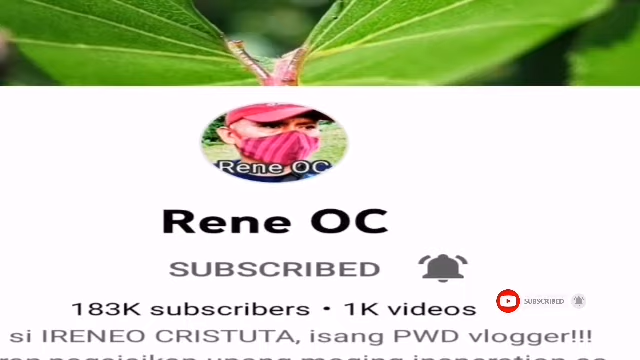 Rene OC
Rene OC
SUBSCRIBED
183K subscribers • 1K videos
SUBSCRIBED
si IRENEO CRISTUTA, isang PWD vlogger!!!